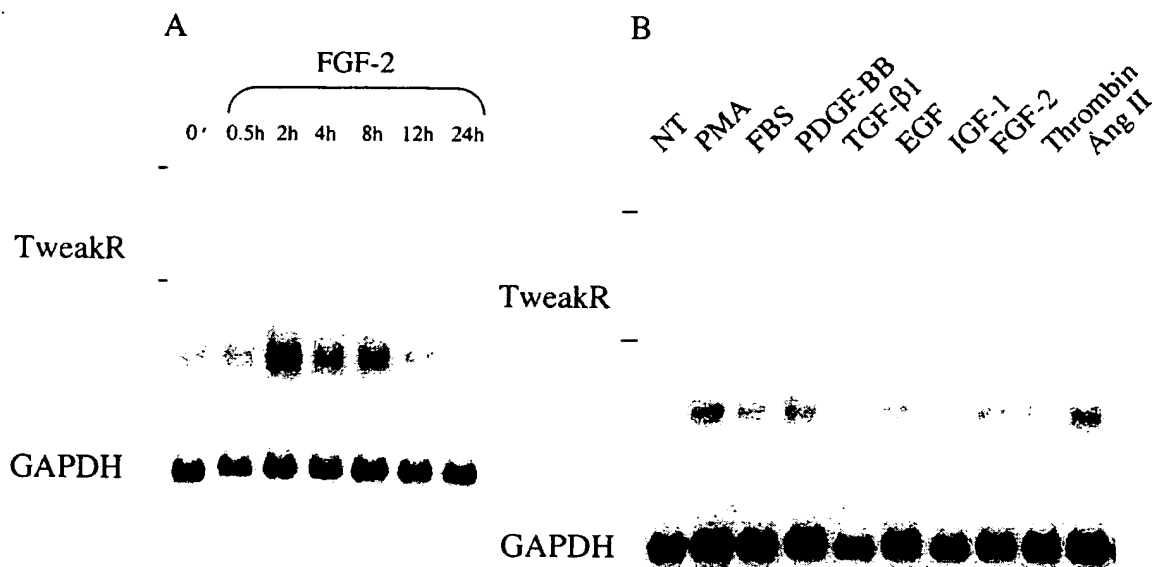 A
FGF-2
0' 0.5h 2h 4h 8h 12h 24h
TweakR
GAPDH
B
NT PMA FBS PDGF-BB TGF-β1 EGF IGF-1 FGF-2 Thrombin Ang II
TweakR
GAPDH